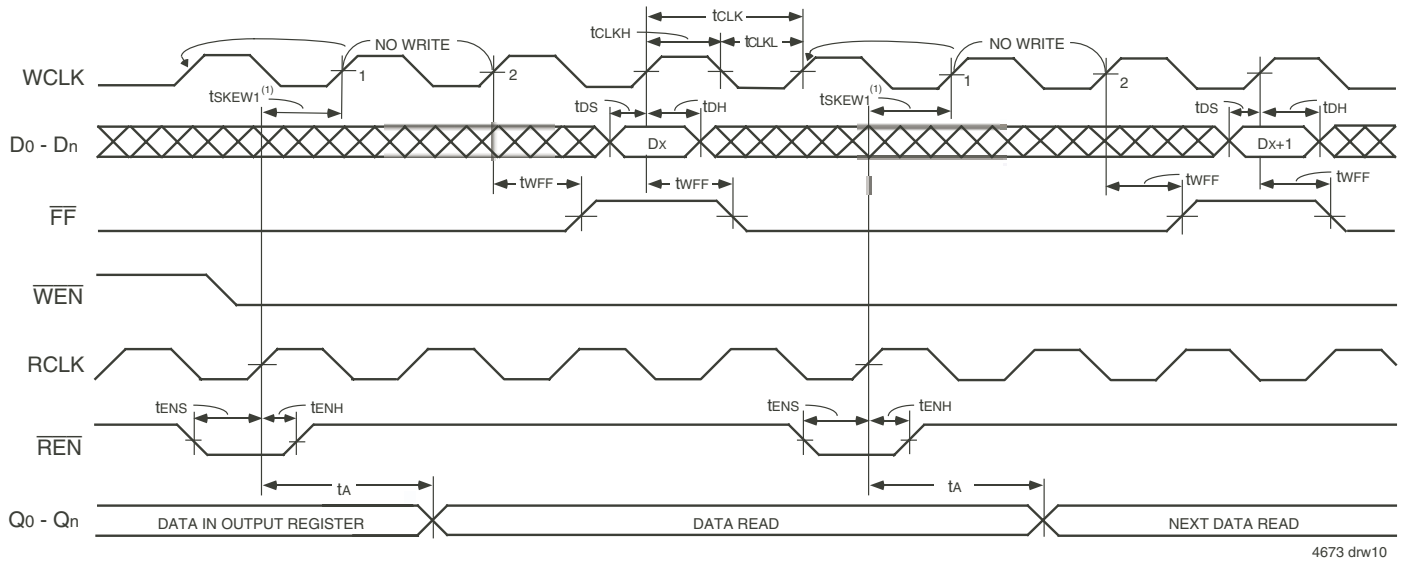 tCLK
tCLKH
tCLKL
NO WRITE
NO WRITE
WCLK
1
2
1
2
tSKEW1(1)
tDS
tDH
tSKEW1(1)
tDS
tDH
D0 - Dn
Dx
Dx+1
tWFF
tWFF
tWFF
tWFF
FF
WEN
RCLK
tENS
tENH
tENS
tENH
REN
tA
tA
Q0 - Qn
DATA IN OUTPUT REGISTER
DATA READ
NEXT DATA READ
4673 drw10